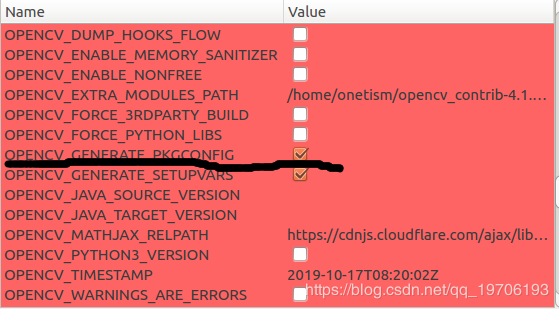 Name Value
OPENCV_DUMP_HOOKS_FLOW
OPENCV_ENABLE_MEMORY_SANITIZER
OPENCV_ENABLE_NONFREE
OPENCV_EXTRA_MODULES_PATH /home/onetism/opencv_contrib-4.1....
OPENCV_FORCE_3RDPARTY_BUILD
OPENCV_FORCE_PYTHON_LIBS
OPENCV_GENERATE_PKGCONFIG
OPENCV_GENERATE_SETUPVARS
OPENCV_JAVA_SOURCE_VERSION
OPENCV_JAVA_TARGET_VERSION
OPENCV_MATHJAX_RELPATH https://cdnjs.cloudflare.com/ajax/lib...
OPENCV_PYTHON3_VERSION
OPENCV_TIMESTAMP 2019-10-17T08:20:02Z
OPENCV_WARNINGS_ARE_ERRORS
https://blog.csdn.net/qq_19706193